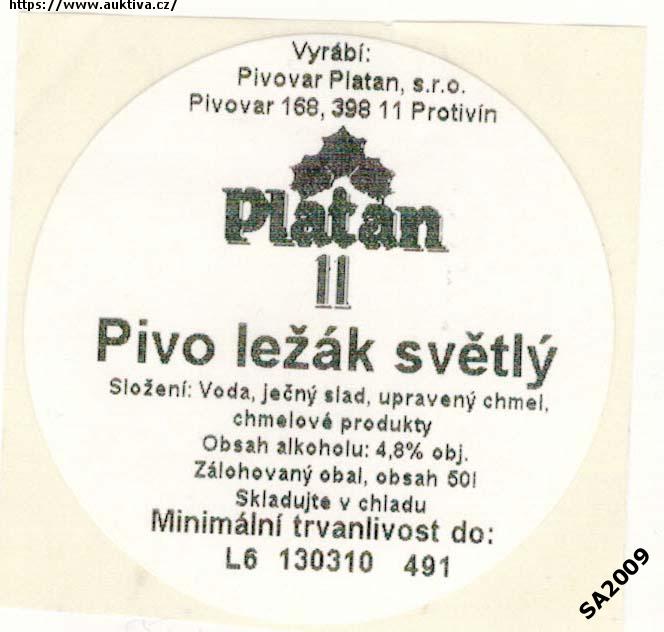 https://www.auktiva.cz/
Vyrábí:
Pivovar Platan, s.r.o.
Pivovar 168, 398 11 Protivín
Platan
11
Pivo ležák světlý
Složení: Voda, ječný slad, upravený chmel,
chmelové produkty
Obsah alkoholu: 4,8% obj.
Zálohovaný obal, obsah 50l
Skladujte v chladu
Minimální trvanlivost do:
L6 130310 491
SA2009